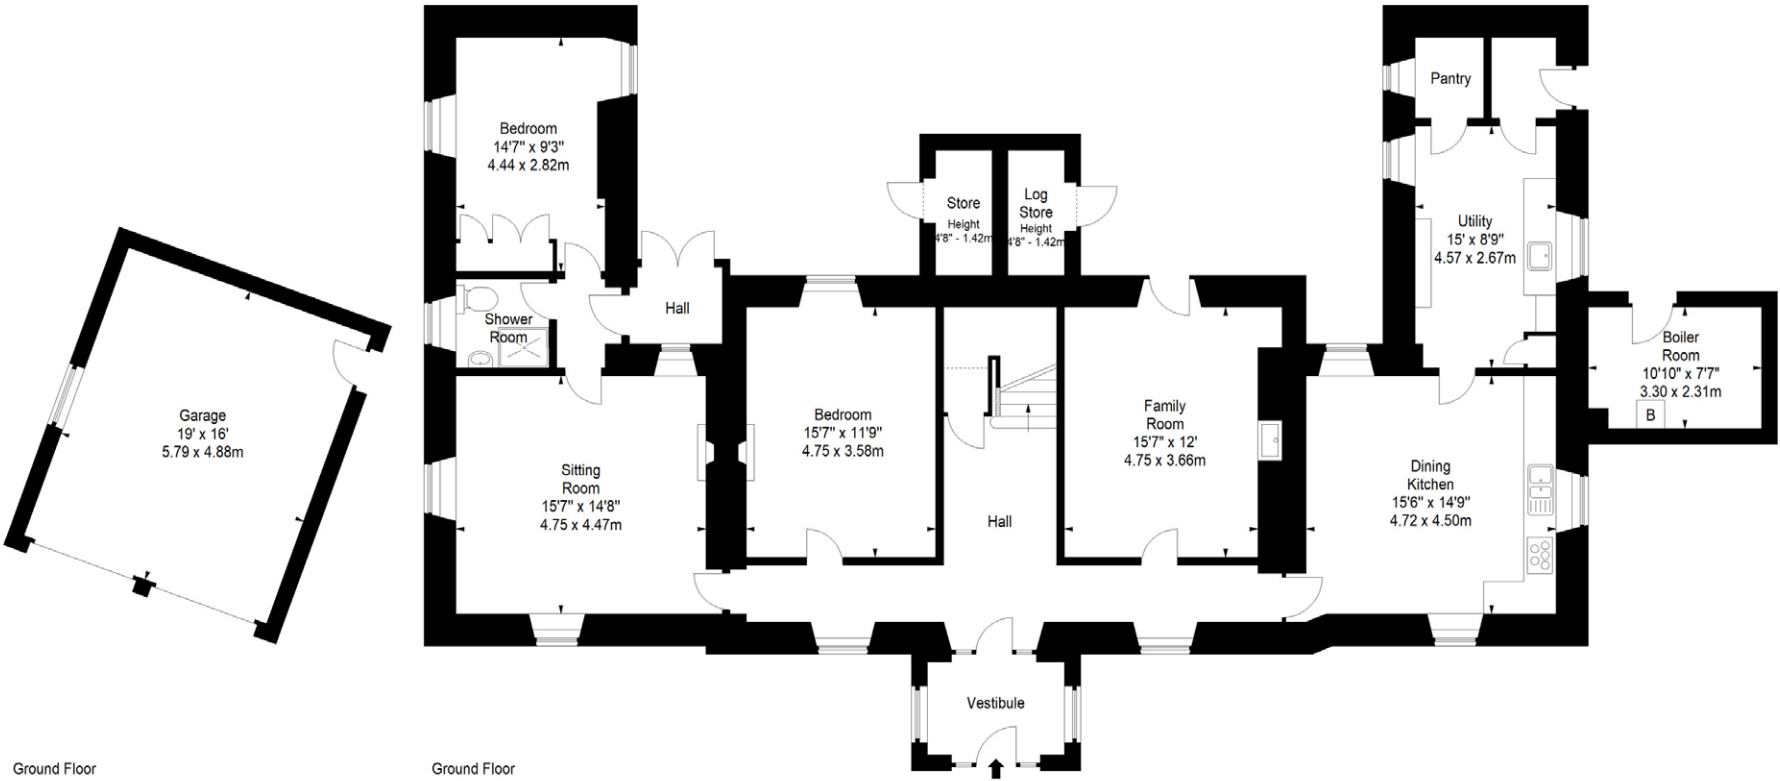 Bedroom
14'7" x 9'3"
4.44 x 2.82m
Pantry
Store
Height
4'8" - 1.42m
Log
Store
Height
4'8" - 1.42m
Utility
15' x 8'9"
4.57 x 2.67m
Shower
Room
Hall
Boiler
Room
10'10" x 7'7"
3.30 x 2.31m
B
Garage
19' x 16'
5.79 x 4.88m
Sitting
Room
15'7" x 14'8"
4.75 x 4.47m
Bedroom
15'7" x 11'9"
4.75 x 3.58m
Hall
Family
Room
15'7" x 12'
4.75 x 3.66m
Dining
Kitchen
15'6" x 14'9"
4.72 x 4.50m
Vestibule
Ground Floor
Ground Floor